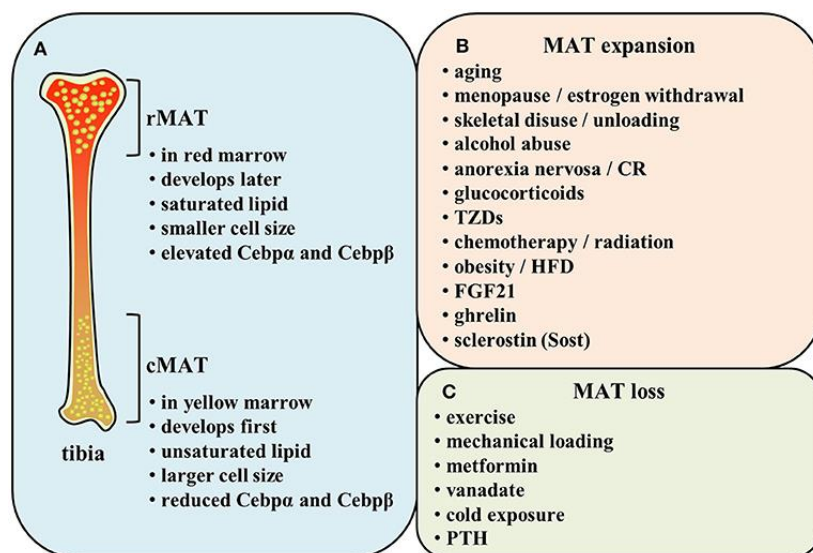 A
rMAT
• in red marrow
• develops later
• saturated lipid
• smaller cell size
• elevated Cebpα and Cebpβ
cMAT
• in yellow marrow
• develops first
• unsaturated lipid
• larger cell size
• reduced Cebpα and Cebpβ
tibia
B MAT expansion
• aging
• menopause / estrogen withdrawal
• skeletal disuse / unloading
• alcohol abuse
• anorexia nervosa / CR
• glucocorticoids
• TZDs
• chemotherapy / radiation
• obesity / HFD
• FGF21
• ghrelin
• sclerostin (Sost)
C MAT loss
• exercise
• mechanical loading
• metformin
• vanadate
• cold exposure
• PTH